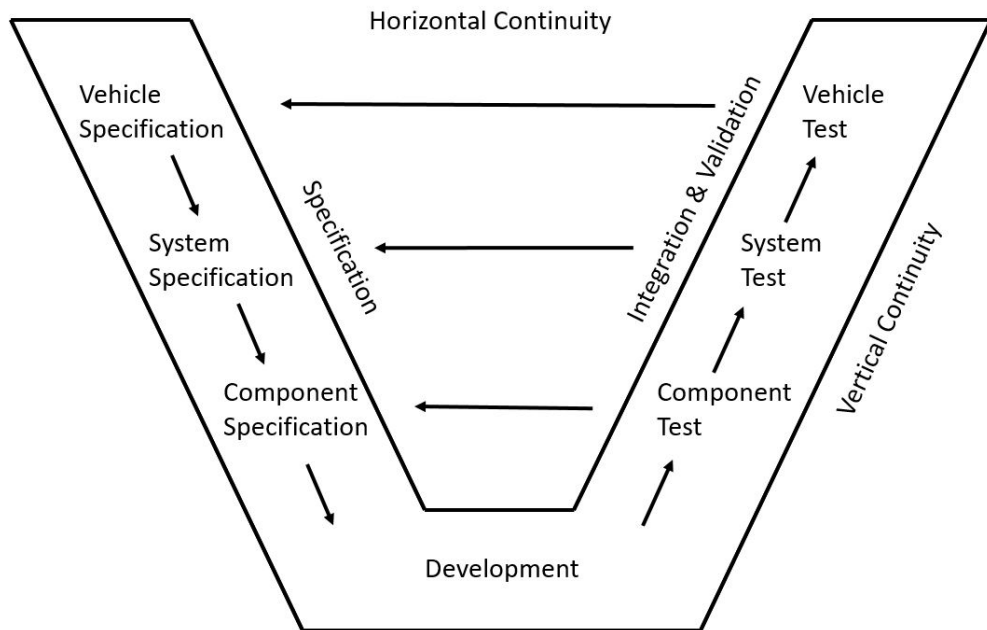 Horizontal Continuity
Vehicle
Specification
System
Specification
Component
Specification
Specification
Development
Integration & Validation
Component
Test
System
Test
Vehicle
Test
Vertical Continuity